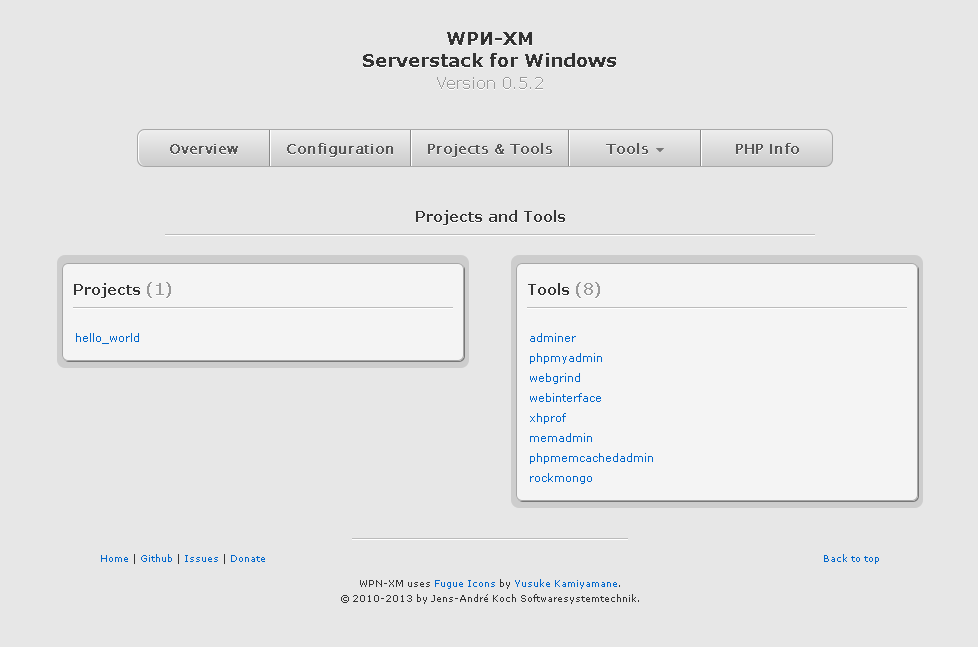 WPИ-XM
Serverstack for Windows
Version 0.5.2
Overview
Configuration
Projects & Tools
Tools
PHP Info
Projects and Tools
Projects (1)
hello_world
Tools (8)
adminer
phpmyadmin
webgrind
webinterface
xhprof
memadmin
phpmemcachedadmin
rockmongo
Home | Github | Issues | Donate
Back to top
WPN-XM uses Fugue Icons by Yusuke Kamiyamane.
© 2010-2013 by Jens-André Koch Softwaresystemtechnik.